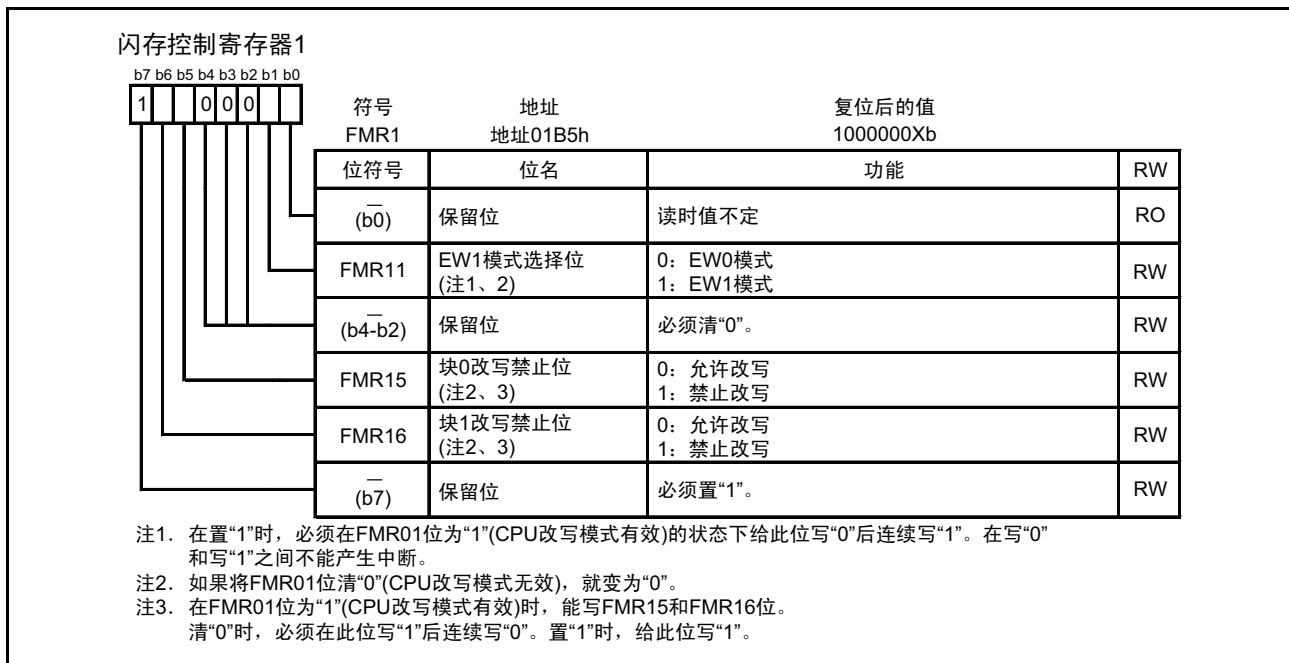 闪存控制寄存器1
b7 b6 b5 b4 b3 b2 b1 b0
1 0 0 0
符号 地址 复位后的值
FMR1 地址01B5h 1000000Xb
位符号 位名 功能 RW
—
(b0) 保留位 读时值不定 RO
FMR11 EW1模式选择位 0：EW0模式 RW
(注1、2) 1：EW1模式
—
(b4-b2) 保留位 必须清“0”。 RW
FMR15 块0改写禁止位 0：允许改写 RW
(注2、3) 1：禁止改写
FMR16 块1改写禁止位 0：允许改写 RW
(注2、3) 1：禁止改写
—
(b7) 保留位 必须置“1”。 RW
注1. 在置“1”时，必须在FMR01位为“1”(CPU改写模式有效)的状态下给此位写“0”后连续写“1”。在写“0”
和写“1”之间不能产生中断。
注2. 如果将FMR01位清“0”(CPU改写模式无效)，就变为“0”。
注3. 在FMR01位为“1”(CPU改写模式有效)时，能写FMR15和FMR16位。
清“0”时，必须在此位写“1”后连续写“0”。置“1”时，给此位写“1”。